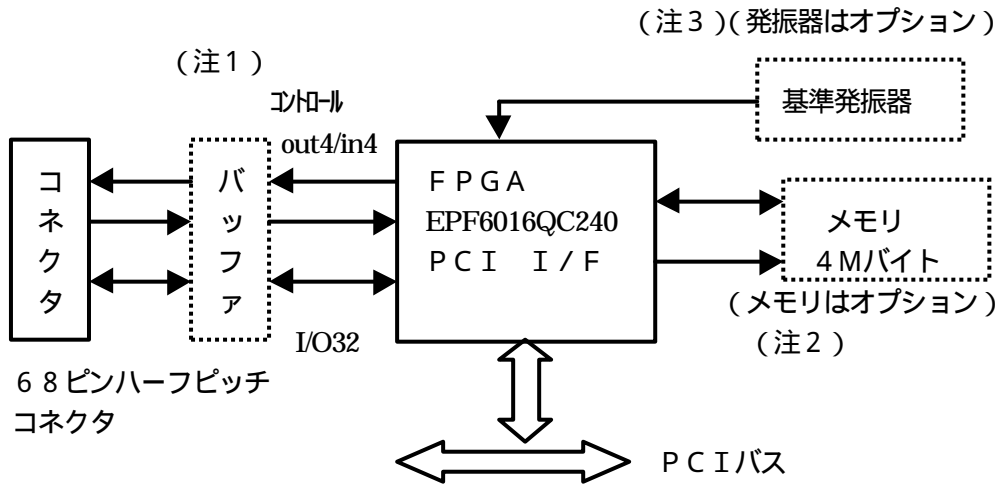 (注3)(発振器はオプション)
(注1)
基準発振器
コントロール
out4/in4
コネクタ
バッファ
FPGA
EPF6016QC240
PCI I/F
メモリ
4Mバイト
(メモリはオプション)
(注2)
I/O32
68ピンハーフピッチ
コネクタ
PCIバス